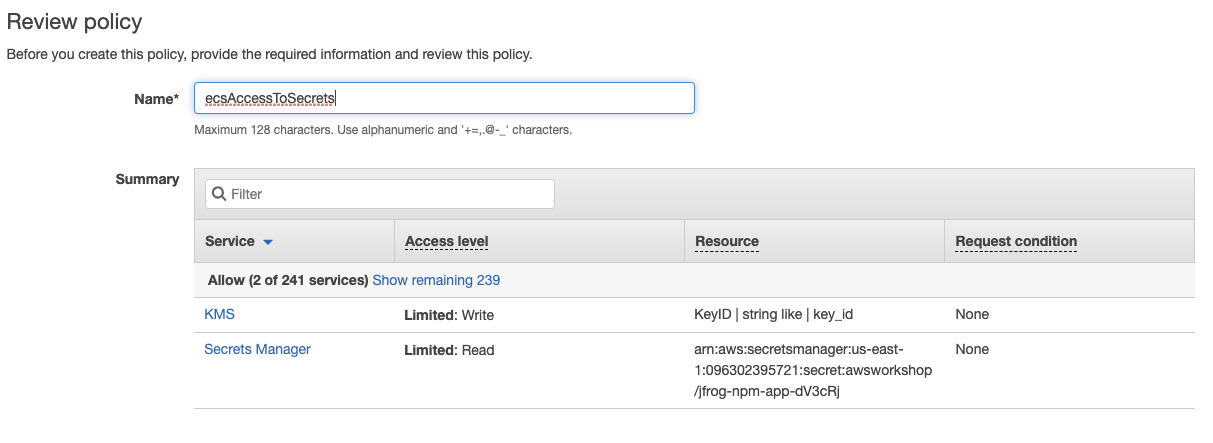 Review policy
Before you create this policy, provide the required information and review this policy.
Name*
ecsAccessToSecrets
Maximum 128 characters. Use alphanumeric and '+=,.@-_' characters.
Summary
Filter
Service Access level Resource Request condition
Allow (2 of 241 services) Show remaining 239
KMS Limited: Write KeyID | string like | key_id None
Secrets Manager Limited: Read arn:aws:secretsmanager:us-east- None
1:096302395721:secret:awsworkshop
/jfrog-npm-app-dV3cRj